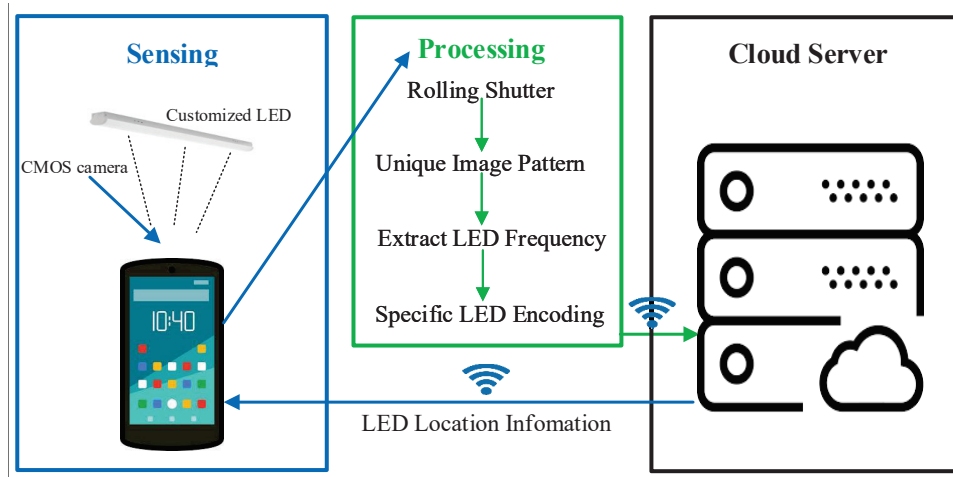 Sensing
Customized LED
CMOS camera
10:40
Processing
Rolling Shutter
Unique Image Pattern
Extract LED Frequency
Specific LED Encoding
Cloud Server
LED Location Infomation